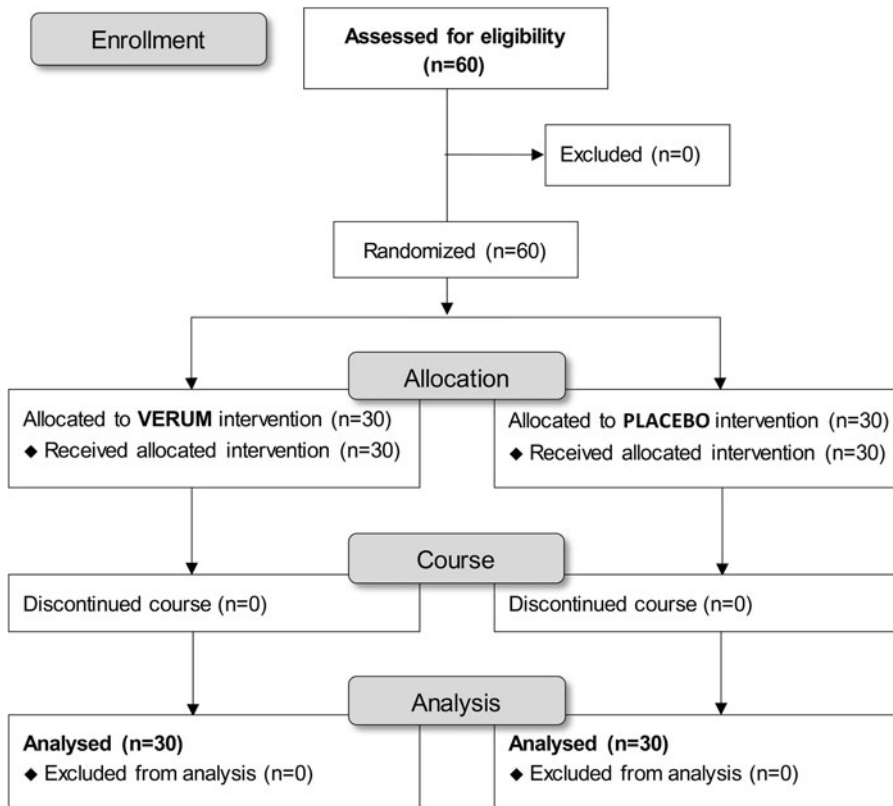 Enrollment
Assessed for eligibility
(n=60)
Excluded (n=0)
Randomized (n=60)
Allocation
Allocated to VERUM intervention (n=30)
◆ Received allocated intervention (n=30)
Allocated to PLACEBO intervention (n=30)
◆ Received allocated intervention (n=30)
Course
Discontinued course (n=0)
Discontinued course (n=0)
Analysis
Analysed (n=30)
◆ Excluded from analysis (n=0)
Analysed (n=30)
◆ Excluded from analysis (n=0)